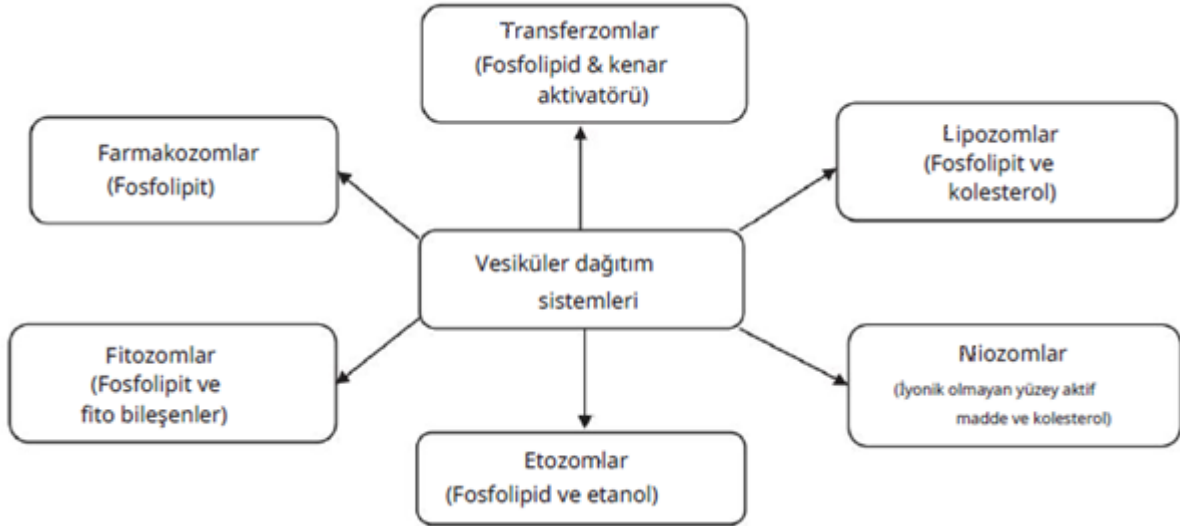 Transferzomlar
(Fosfolipid & kenar
aktivatörü)
Farmakozomlar
(Fosfolipit)
Lipozomlar
(Fosfolipit ve
kolesterol)
Vesiküler dağıtım
sistemleri
Fitozomlar
(Fosfolipit ve
fito bileşenler)
Niozomlar
(İyonik olmayan yüzey aktif
madde ve kolesterol)
Etozomlar
(Fosfolipid ve etanol)